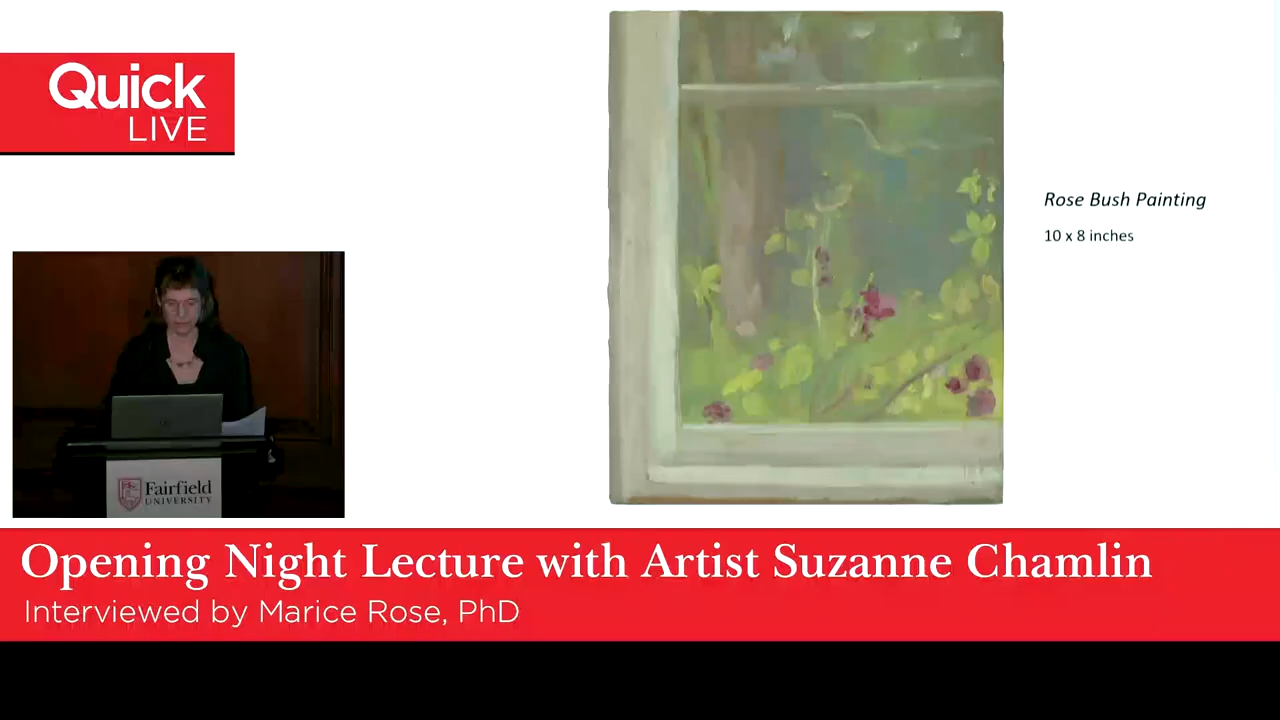 Quick
LIVE
Rose Bush Painting
10 x 8 inches
Fairfield
UNIVERSITY
Opening Night Lecture with Artist Suzanne Chamlin
Interviewed by Marice Rose, PhD